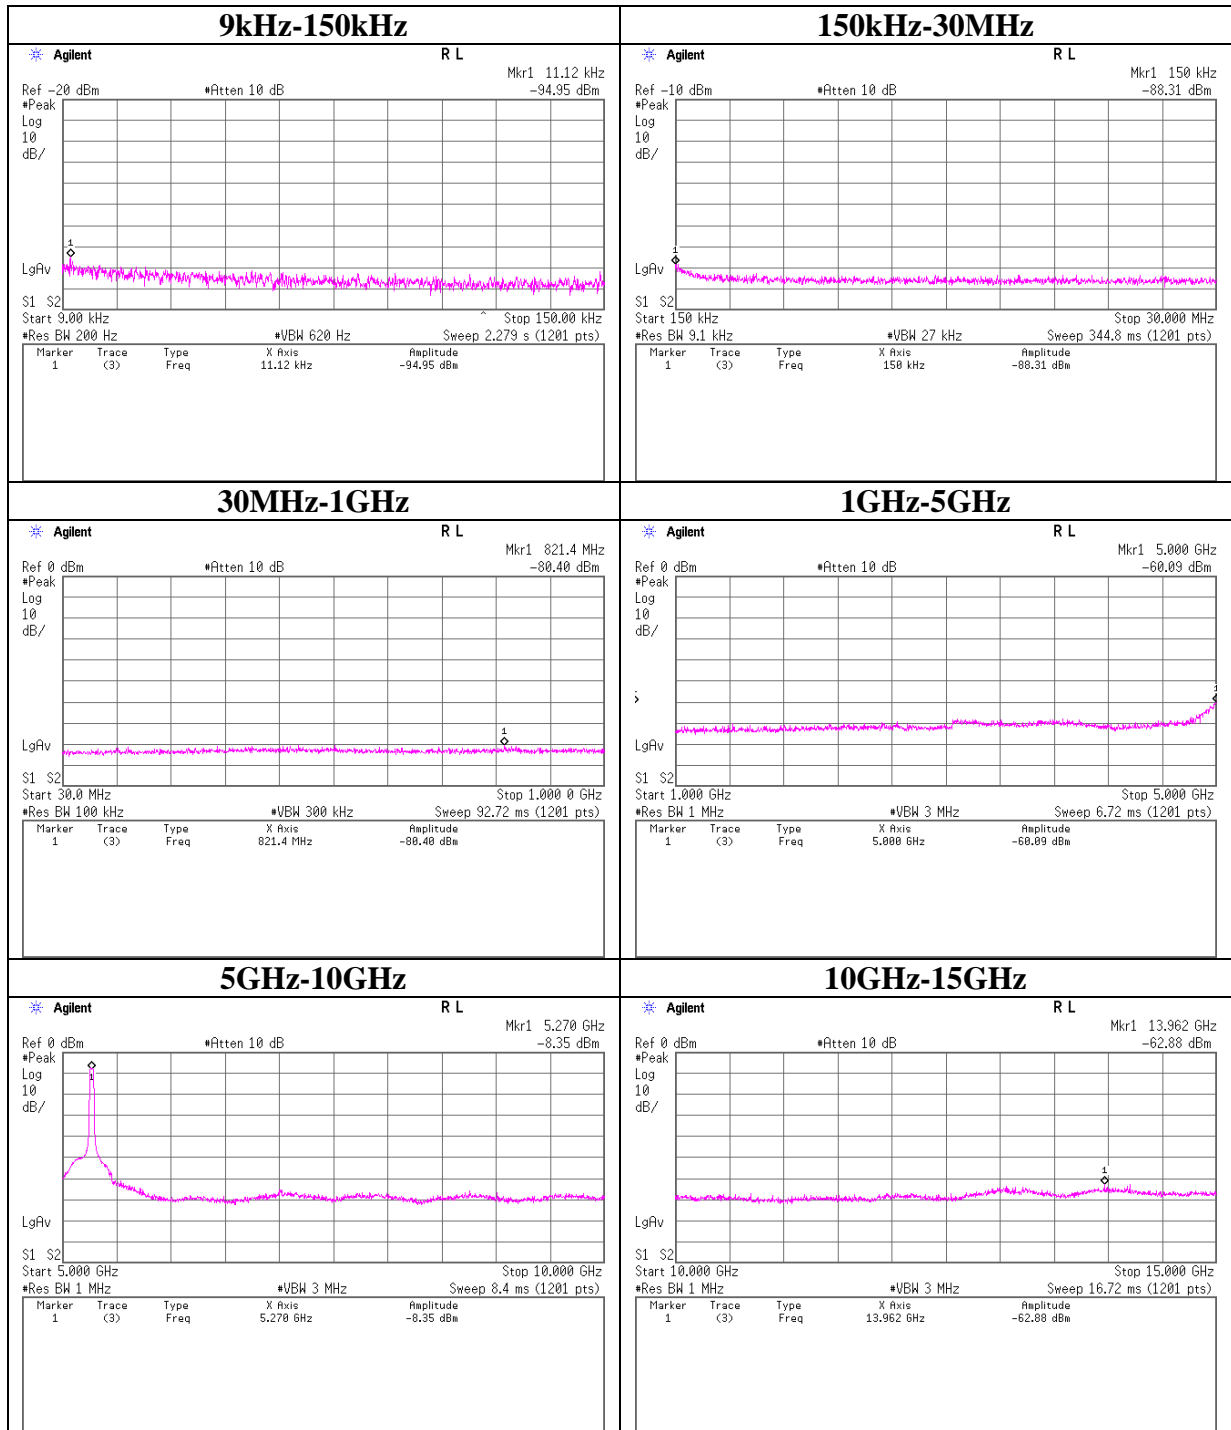 9kHz-150kHz
Agilent R L
Mkr1 11.12 kHz
Ref -20 dBm #Atten 10 dB -94.95 dBm
#Peak
Log
10
dB/
1
LgAv
S1 S2
Start 9.00 kHz ^ Stop 150.00 kHz
#Res BW 200 Hz #VBW 620 Hz Sweep 2.279 s (1201 pts)
Marker Trace Type X Axis Amplitude
1 (3) Freq 11.12 kHz -94.95 dBm
150kHz-30MHz
Agilent R L
Mkr1 150 kHz
Ref -10 dBm #Atten 10 dB -88.31 dBm
#Peak
Log
10
dB/
1
LgAv
S1 S2
Start 150 kHz Stop 30.000 MHz
#Res BW 9.1 kHz #VBW 27 kHz Sweep 344.8 ms (1201 pts)
Marker Trace Type X Axis Amplitude
1 (3) Freq 150 kHz -88.31 dBm
30MHz-1GHz
Agilent R L
Mkr1 821.4 MHz
Ref 0 dBm #Atten 10 dB -80.40 dBm
#Peak
Log
10
dB/
1
LgAv
S1 S2
Start 30.0 MHz Stop 1.000 0 GHz
#Res BW 100 kHz #VBW 300 kHz Sweep 92.72 ms (1201 pts)
Marker Trace Type X Axis Amplitude
1 (3) Freq 821.4 MHz -80.40 dBm
1GHz-5GHz
Agilent R L
Mkr1 5.000 GHz
Ref 0 dBm #Atten 10 dB -60.09 dBm
#Peak
Log
10
dB/
1
LgAv
S1 S2
Start 1.000 GHz Stop 5.000 GHz
#Res BW 1 MHz #VBW 3 MHz Sweep 6.72 ms (1201 pts)
Marker Trace Type X Axis Amplitude
1 (3) Freq 5.000 GHz -60.09 dBm
5GHz-10GHz
Agilent R L
Mkr1 5.270 GHz
Ref 0 dBm #Atten 10 dB -8.35 dBm
#Peak
Log
10
dB/
1
LgAv
S1 S2
Start 5.000 GHz Stop 10.000 GHz
#Res BW 1 MHz #VBW 3 MHz Sweep 8.4 ms (1201 pts)
Marker Trace Type X Axis Amplitude
1 (3) Freq 5.270 GHz -8.35 dBm
10GHz-15GHz
Agilent R L
Mkr1 13.962 GHz
Ref 0 dBm #Atten 10 dB -62.88 dBm
#Peak
Log
10
dB/
1
LgAv
S1 S2
Start 10.000 GHz Stop 15.000 GHz
#Res BW 1 MHz #VBW 3 MHz Sweep 16.72 ms (1201 pts)
Marker Trace Type X Axis Amplitude
1 (3) Freq 13.962 GHz -62.88 dBm